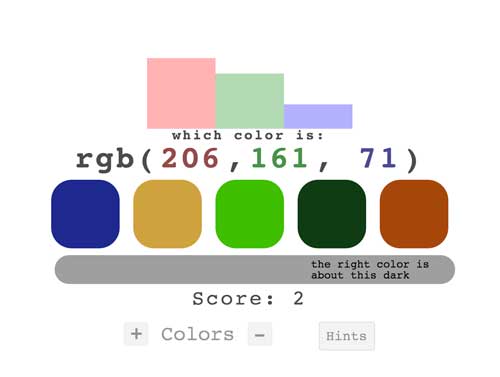 which color is:
rgb(206,161, 71)
the right color is
about this dark
Score: 2
+ Colors - Hints